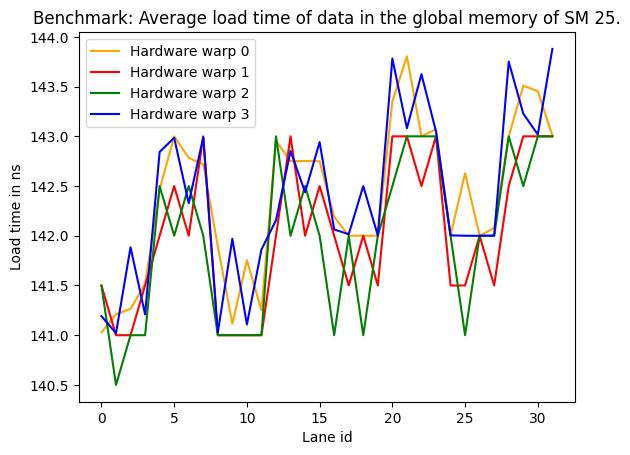 Benchmark: Average load time of data in the global memory of SM 25.
144.0
143.5
143.0
142.5
142.0
141.5
141.0
140.5
Load time in ns
Hardware warp 0
Hardware warp 1
Hardware warp 2
Hardware warp 3
0 5 10 15 20 25 30
Lane id